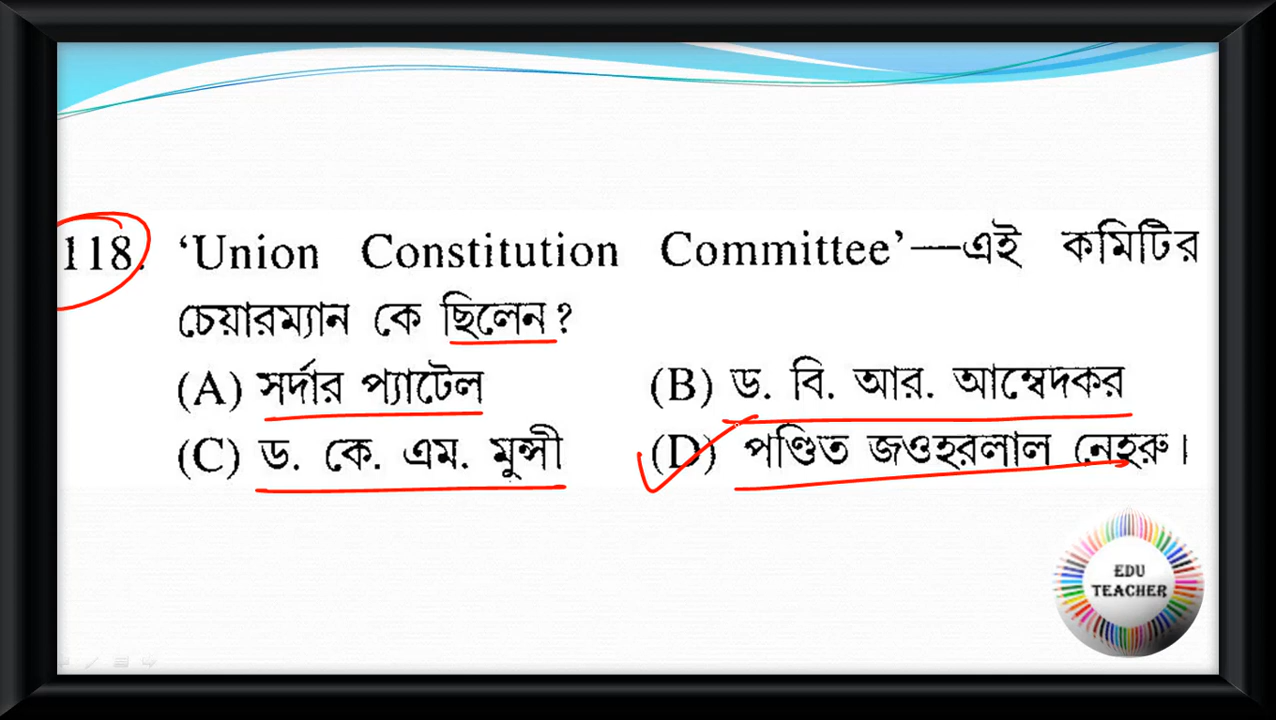 118. ‘Union Constitution Committee’—এই কমিটির
চেয়ারম্যান কে ছিলেন?
(A) সর্দার প্যাটেল (B) ড. বি. আর. আম্বেদকর
(C) ড. কে. এম. মুন্সী (D) পণ্ডিত জওহরলাল নেহরু।
EDU
TEACHER